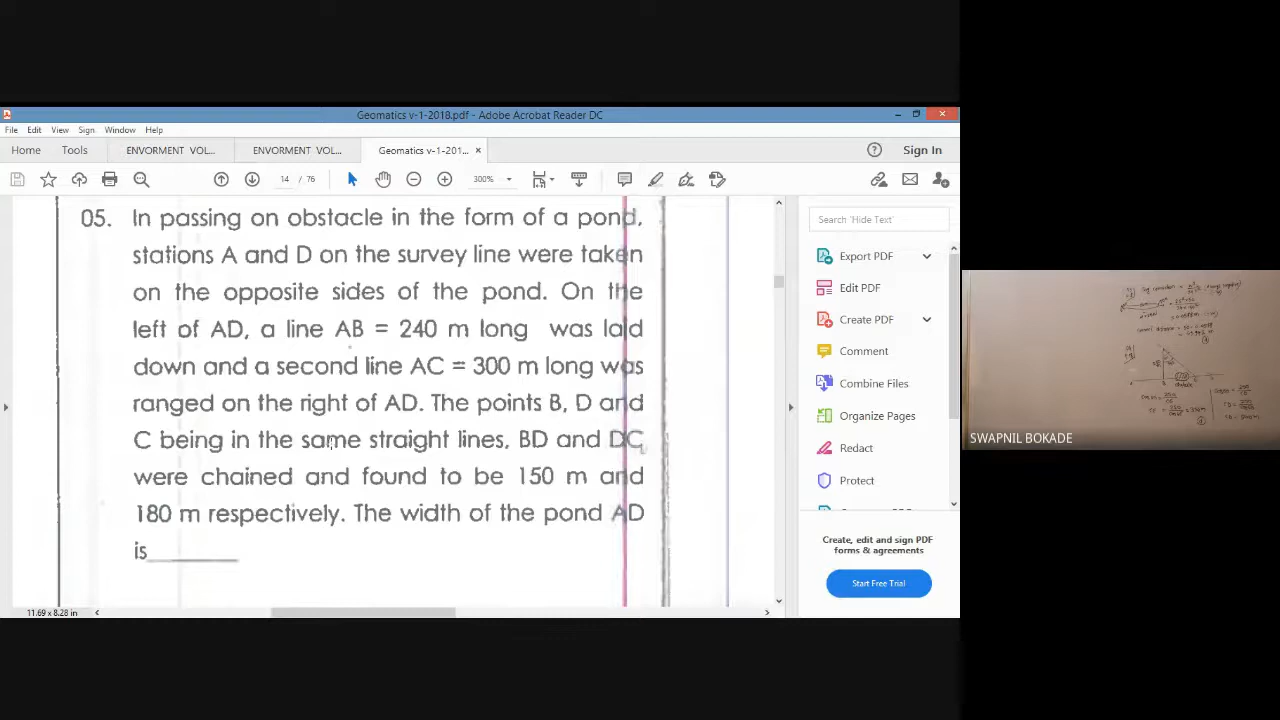 Geomatics v-1-2018.pdf - Adobe Acrobat Reader DC
File Edit View Sign Window Help
Home Tools ENVORMENT VOL... ENVORMENT VOL... Geomatics v-1-201... × Sign In
14 / 76 300%
05. In passing on obstacle in the form of a pond,
stations A and D on the survey line were taken
on the opposite sides of the pond. On the
left of AD, a line AB = 240 m long was laid
down and a second line AC = 300 m long was
ranged on the right of AD. The points B, D and
C being in the same straight lines, BD and DC
were chained and found to be 150 m and
180 m respectively. The width of the pond AD
is________
11.69 x 8.28 in
Search 'Hide Text'
Export PDF
Edit PDF
Create PDF
Comment
Combine Files
Organize Pages
Redact
Protect
Create, edit and sign PDF
forms & agreements
Start Free Trial
SWAPNIL BOKADE